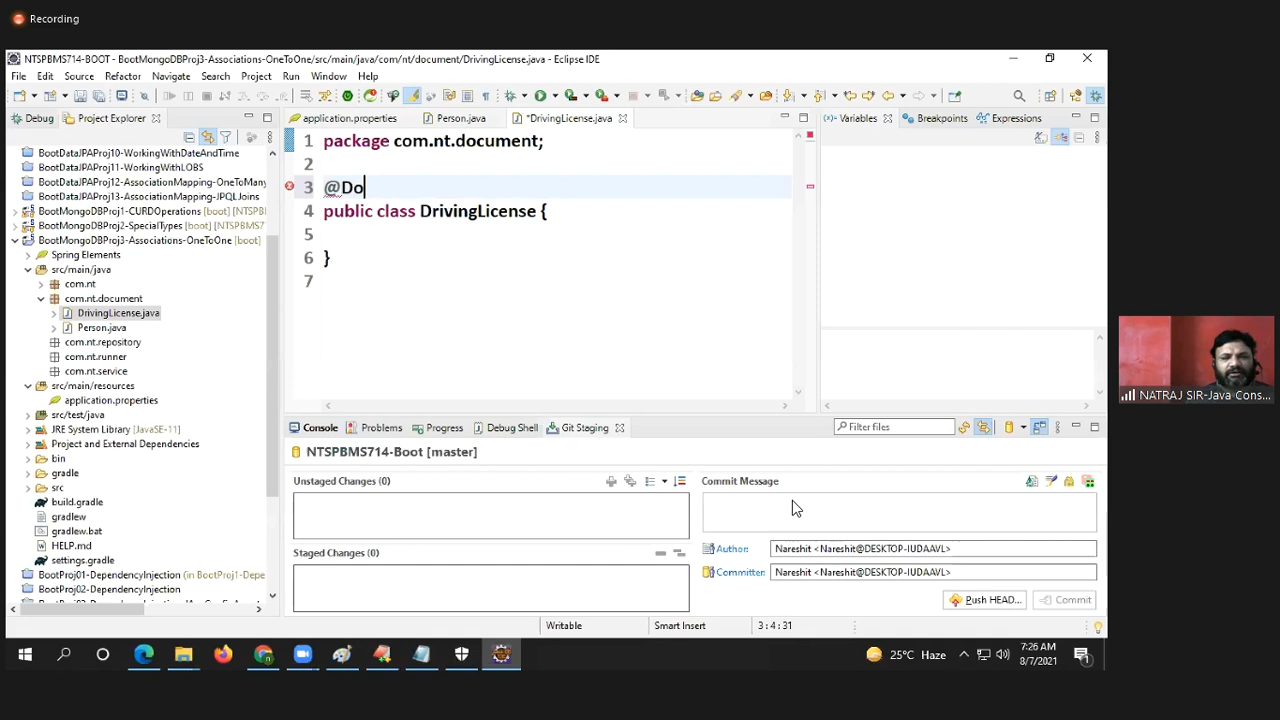 Recording
NTSPBMS714-BOOT - BootMongoDBProj3-Associations-OneToOne/src/main/java/com/nt/document/DrivingLicense.java - Eclipse IDE
File Edit Source Refactor Navigate Search Project Run Window Help
Debug Project Explorer
application.properties Person.java *DrivingLicense.java
Variables Breakpoints Expressions
BootDataJPAProj10-WorkingWithDateAndTime
BootDataJPAProj11-WorkingWithLOBS
BootDataJPAProj12-AssociationMapping-OneToMany
BootDataJPAProj16-AssociationMapping-JPQLJoins
BootMongoDBProj1-CURDOperations [boot] [NTSPB
BootMongoDBProj2-SpecialTypes [boot] [NTSPBMS7
BootMongoDBProj3-Associations-OneToOne [boot]
Spring Elements
src/main/java
com.nt
com.nt.document
DrivingLicense.java
Person.java
com.nt.repository
com.nt.runner
com.nt.service
src/main/resources
application.properties
src/test/java
JRE System Library [JavaSE-11]
Project and External Dependencies
bin
gradle
src
build.gradle
gradlew
gradlew.bat
HELP.md
settings.gradle
BootProj01-DependencyInjection (in BootProj1-Depe
BootProj02-DependencyInjection
1 package com.nt.document;
2
3 @Do
4 public class DrivingLicense {
5
6 }
7
Console Problems Progress Debug Shell Git Staging
Filter files
NTSPBMS714-Boot [master]
Unstaged Changes (0)
Staged Changes (0)
Commit Message
Author: Nareshit <Nareshit@DESKTOP-IUDAAVL>
Committer: Nareshit <Nareshit@DESKTOP-IUDAAVL>
Push HEAD... Commit
Writable Smart Insert 3:4:31
NATRAJ SIR-Java Cons...
25°C Haze
7:26 AM
8/7/2021
1